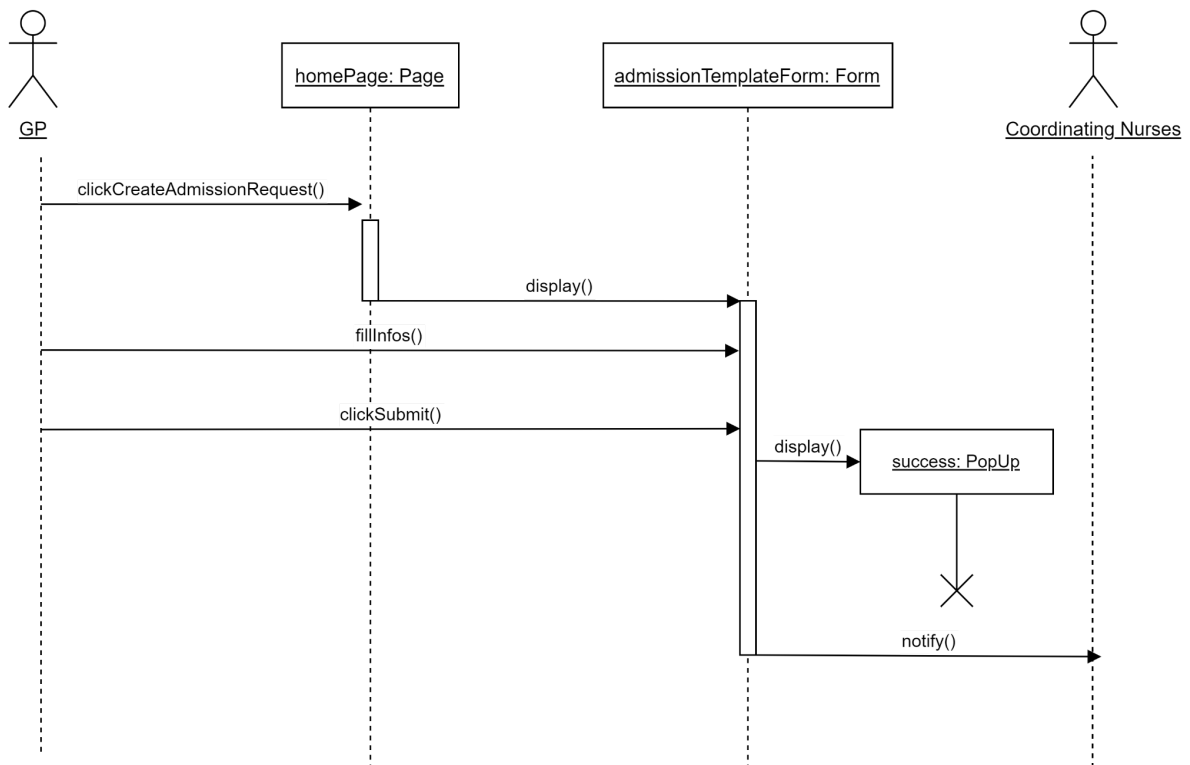 homePage: Page
admissionTemplateForm: Form
GP
Coordinating Nurses
clickCreateAdmissionRequest()
display()
fillInfos()
clickSubmit()
display()
success: PopUp
notify()